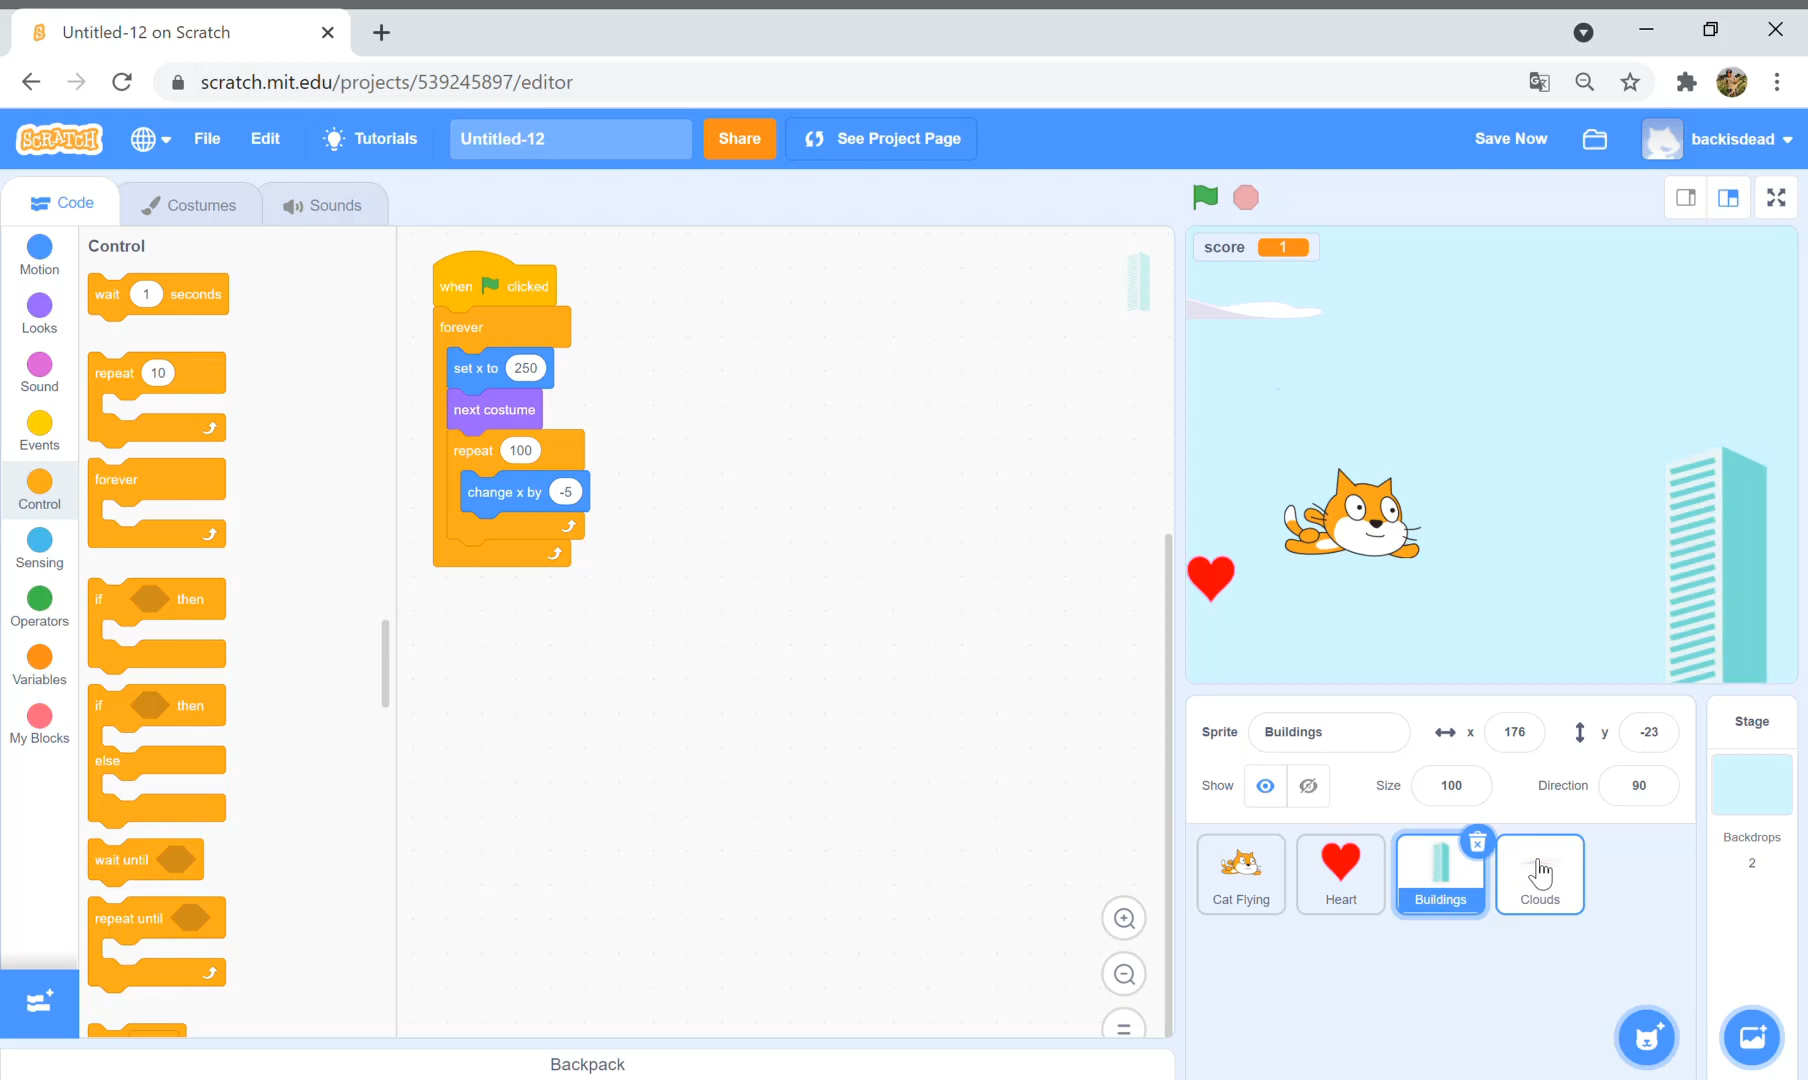 Untitled-12 on Scratch
scratch.mit.edu/projects/539245897/editor
SCRATCH File Edit Tutorials Untitled-12 Share See Project Page Save Now backisdead
Code Costumes Sounds
Motion
Looks
Sound
Events
Control
Sensing
Operators
Variables
My Blocks
Control
wait 1 seconds
repeat 10
forever
if then
if then
else
wait until
repeat until
when clicked
forever
set x to 250
next costume
repeat 100
change x by -5
score 1
Sprite Buildings x 176 y -23
Show Size 100 Direction 90
Cat Flying Heart Buildings Clouds
Stage
Backdrops
2
Backpack